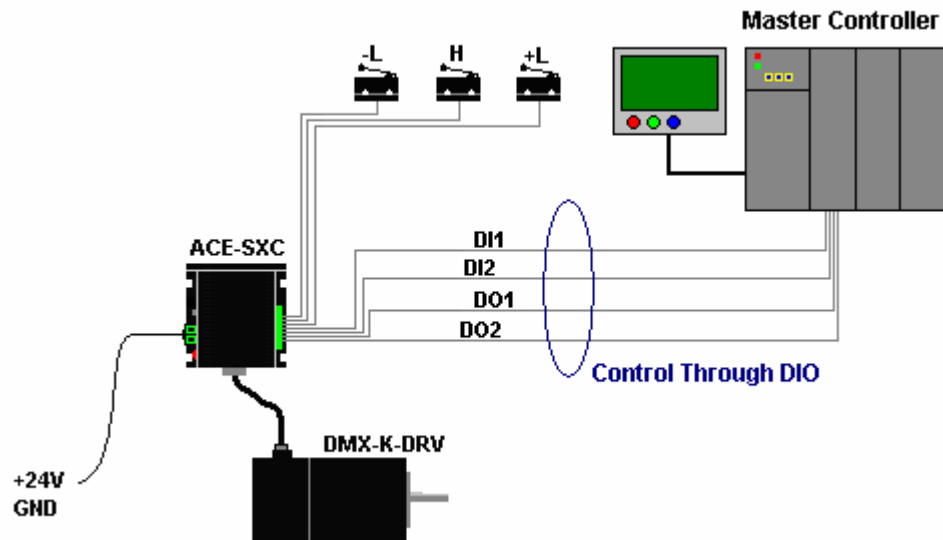 Master Controller
-L
H
+L
ACE-SXC
DI1
DI2
DO1
DO2
Control Through DIO
DMX-K-DRV
+24V
GND